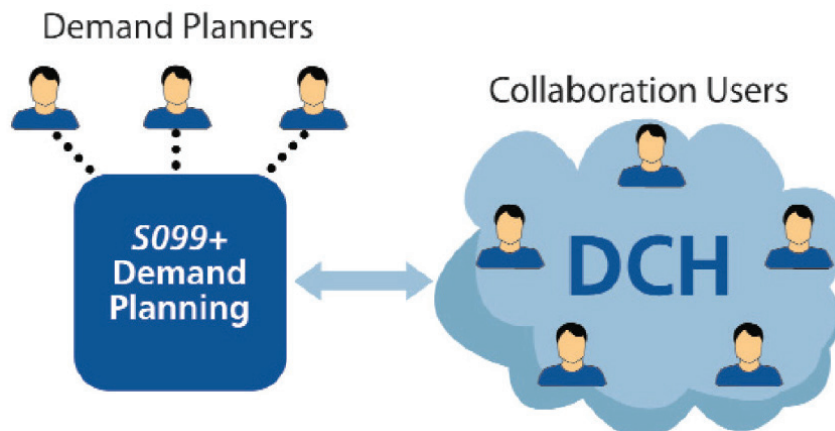 Demand Planners
Collaboration Users
S099+
Demand
Planning
DCH